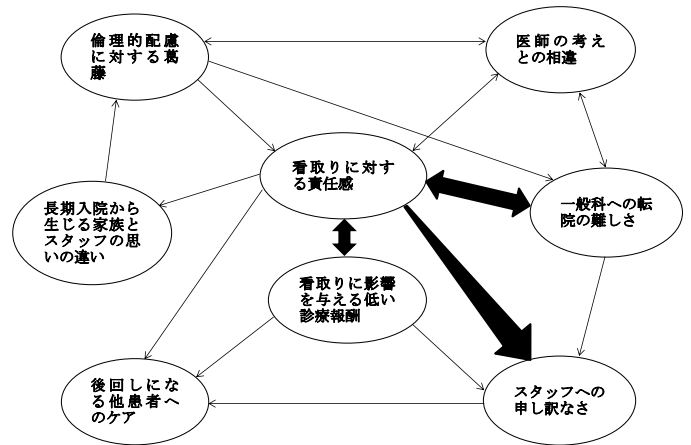 倫理的配慮
に対する葛
藤
医師の考え
との相違
看取りに対す
る責任感
長期入院から
生じる家族と
スタッフの思
いの違い
一般科への転
院の難しさ
看取りに影響
を与える低い
診療報酬
後回しにな
る他患者へ
のケア
スタッフへの
申し訳なさ